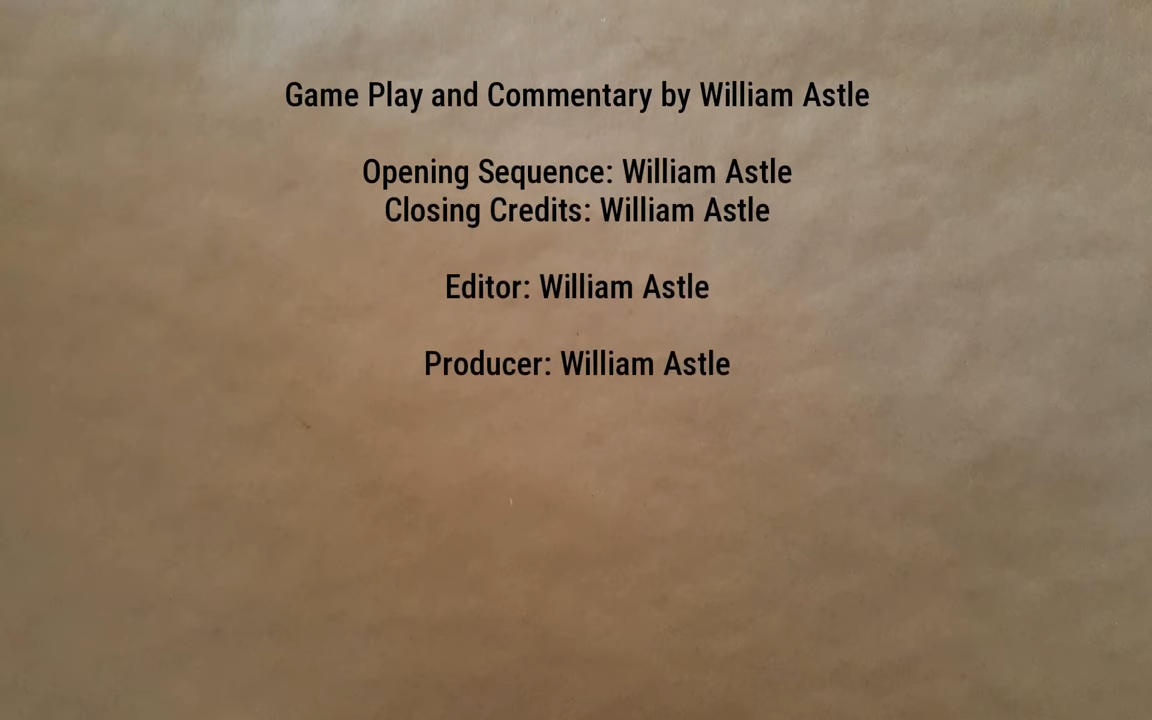 Game Play and Commentary by William Astle
Opening Sequence: William Astle
Closing Credits: William Astle
Editor: William Astle
Producer: William Astle